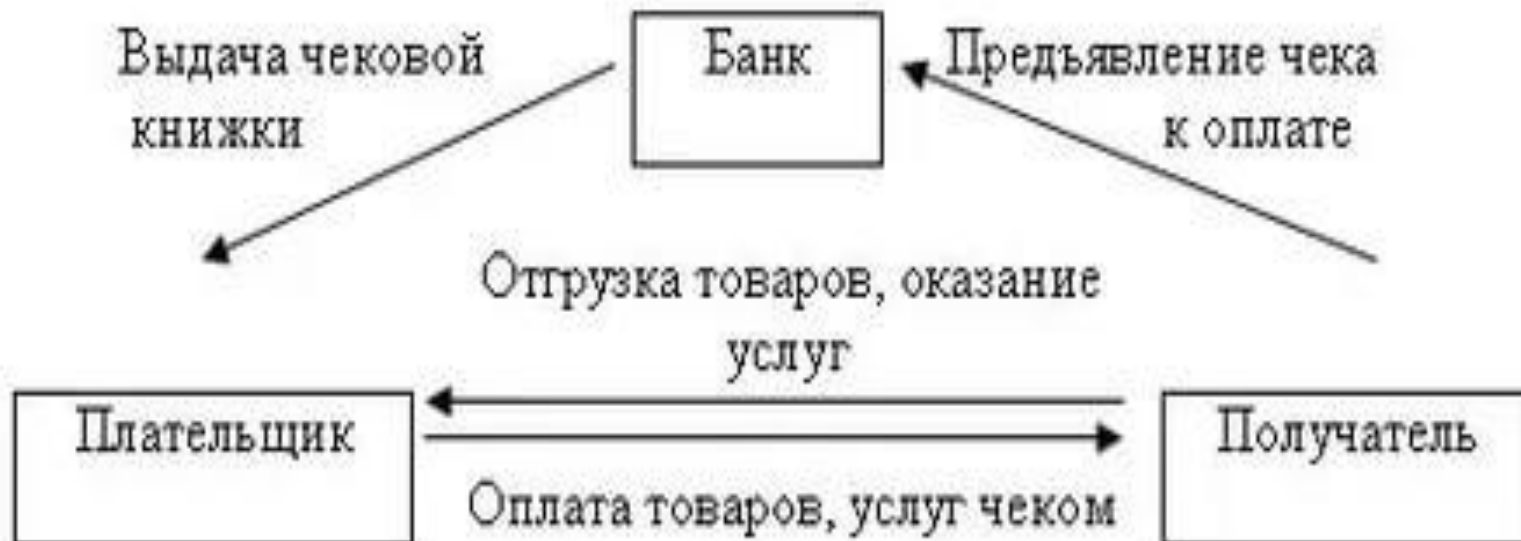 Выдача чековой
книжки
Банк
Предъявление чека
к оплате
Отгрузка товаров, оказание
услуг
Плательщик
Получатель
Оплата товаров, услуг чеком